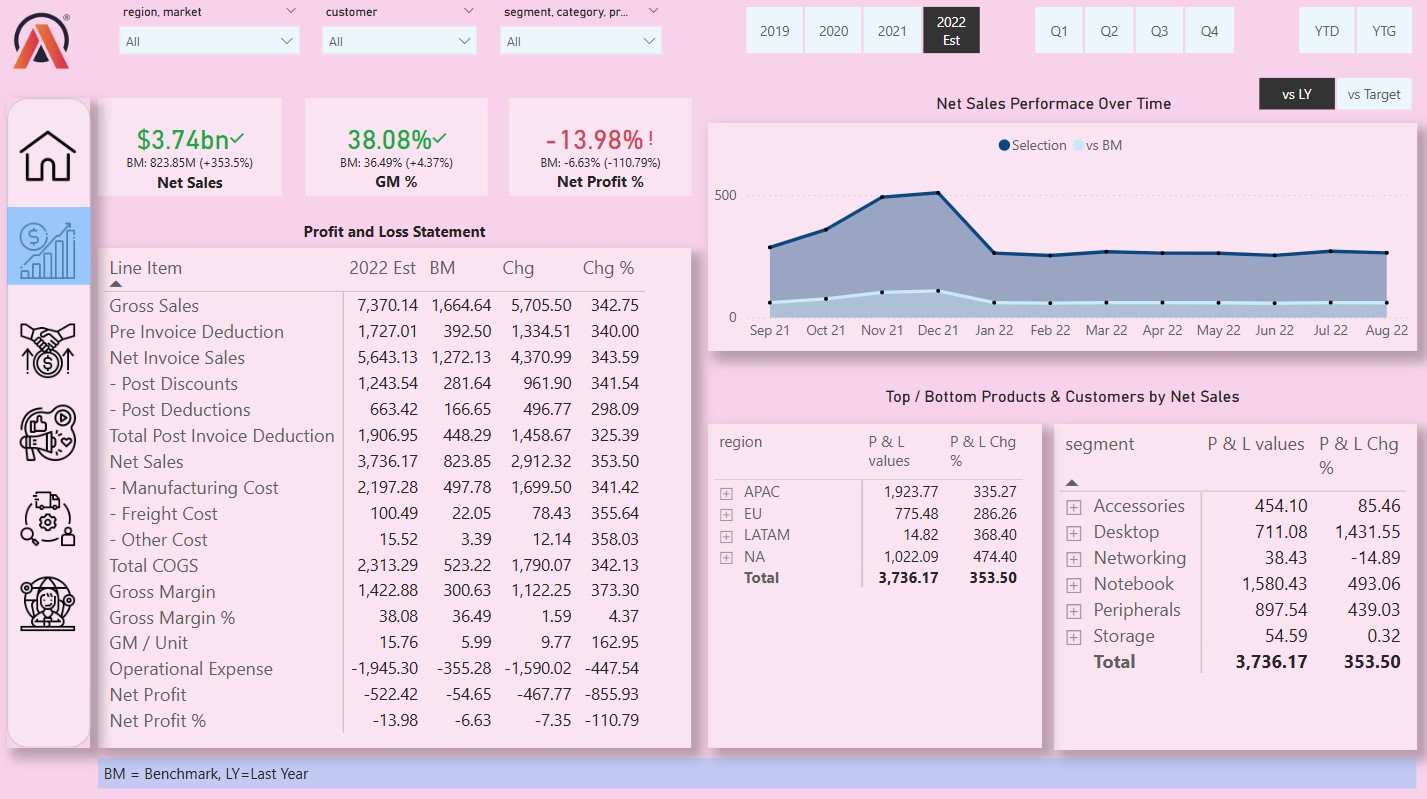 region, market
customer
segment, category, pr...
All
All
All
2019
2020
2021
2022
Est
Q1
Q2
Q3
Q4
YTD
YTG
vs LY
vs Target
$3.74bn
BM: 823.85M (+353.5%)
Net Sales
38.08%
BM: 36.49% (+4.37%)
GM %
-13.98% !
BM: -6.63% (-110.79%)
Net Profit %
Net Sales Performace Over Time
Selection vs BM
500
0
Sep 21 Oct 21 Nov 21 Dec 21 Jan 22 Feb 22 Mar 22 Apr 22 May 22 Jun 22 Jul 22 Aug 22
Profit and Loss Statement
Line Item 2022 Est BM Chg Chg %
Gross Sales 7,370.14 1,664.64 5,705.50 342.75
Pre Invoice Deduction 1,727.01 392.50 1,334.51 340.00
Net Invoice Sales 5,643.13 1,272.13 4,370.99 343.59
- Post Discounts 1,243.54 281.64 961.90 341.54
- Post Deductions 663.42 166.65 496.77 298.09
Total Post Invoice Deduction 1,906.95 448.29 1,458.67 325.39
Net Sales 3,736.17 823.85 2,912.32 353.50
- Manufacturing Cost 2,197.28 497.78 1,699.50 341.42
- Freight Cost 100.49 22.05 78.43 355.64
- Other Cost 15.52 3.39 12.14 358.03
Total COGS 2,313.29 523.22 1,790.07 342.13
Gross Margin 1,422.88 300.63 1,122.25 373.30
Gross Margin % 38.08 36.49 1.59 4.37
GM / Unit 15.76 5.99 9.77 162.95
Operational Expense -1,945.30 -355.28 -1,590.02 -447.54
Net Profit -522.42 -54.65 -467.77 -855.93
Net Profit % -13.98 -6.63 -7.35 -110.79
Top / Bottom Products & Customers by Net Sales
region P & L values P & L Chg %
APAC 1,923.77 335.27
EU 775.48 286.26
LATAM 14.82 368.40
NA 1,022.09 474.40
Total 3,736.17 353.50
segment P & L values P & L Chg %
Accessories 454.10 85.46
Desktop 711.08 1,431.55
Networking 38.43 -14.89
Notebook 1,580.43 493.06
Peripherals 897.54 439.03
Storage 54.59 0.32
Total 3,736.17 353.50
BM = Benchmark, LY=Last Year